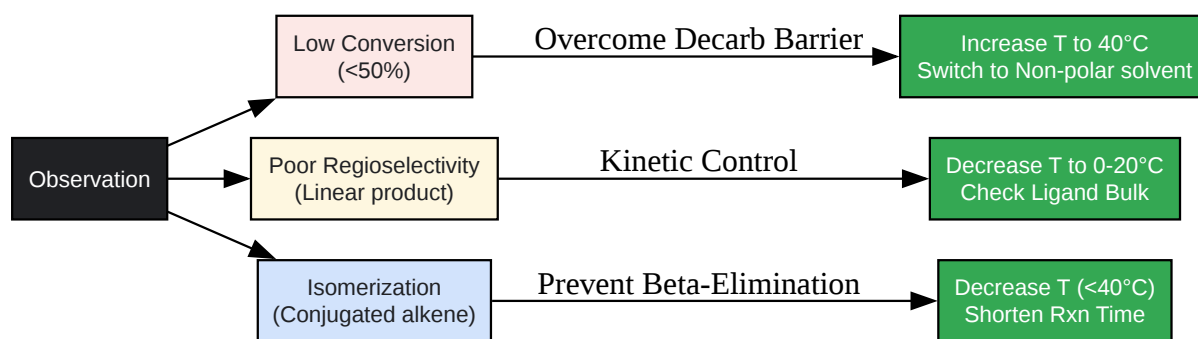 Observation
Low Conversion
(<50%)
Overcome Decarb Barrier
Increase T to 40°C
Switch to Non-polar solvent
Poor Regioselectivity
(Linear product)
Kinetic Control
Decrease T to 0-20°C
Check Ligand Bulk
Isomerization
(Conjugated alkene)
Prevent Beta-Elimination
Decrease T (<40°C)
Shorten Rxn Time